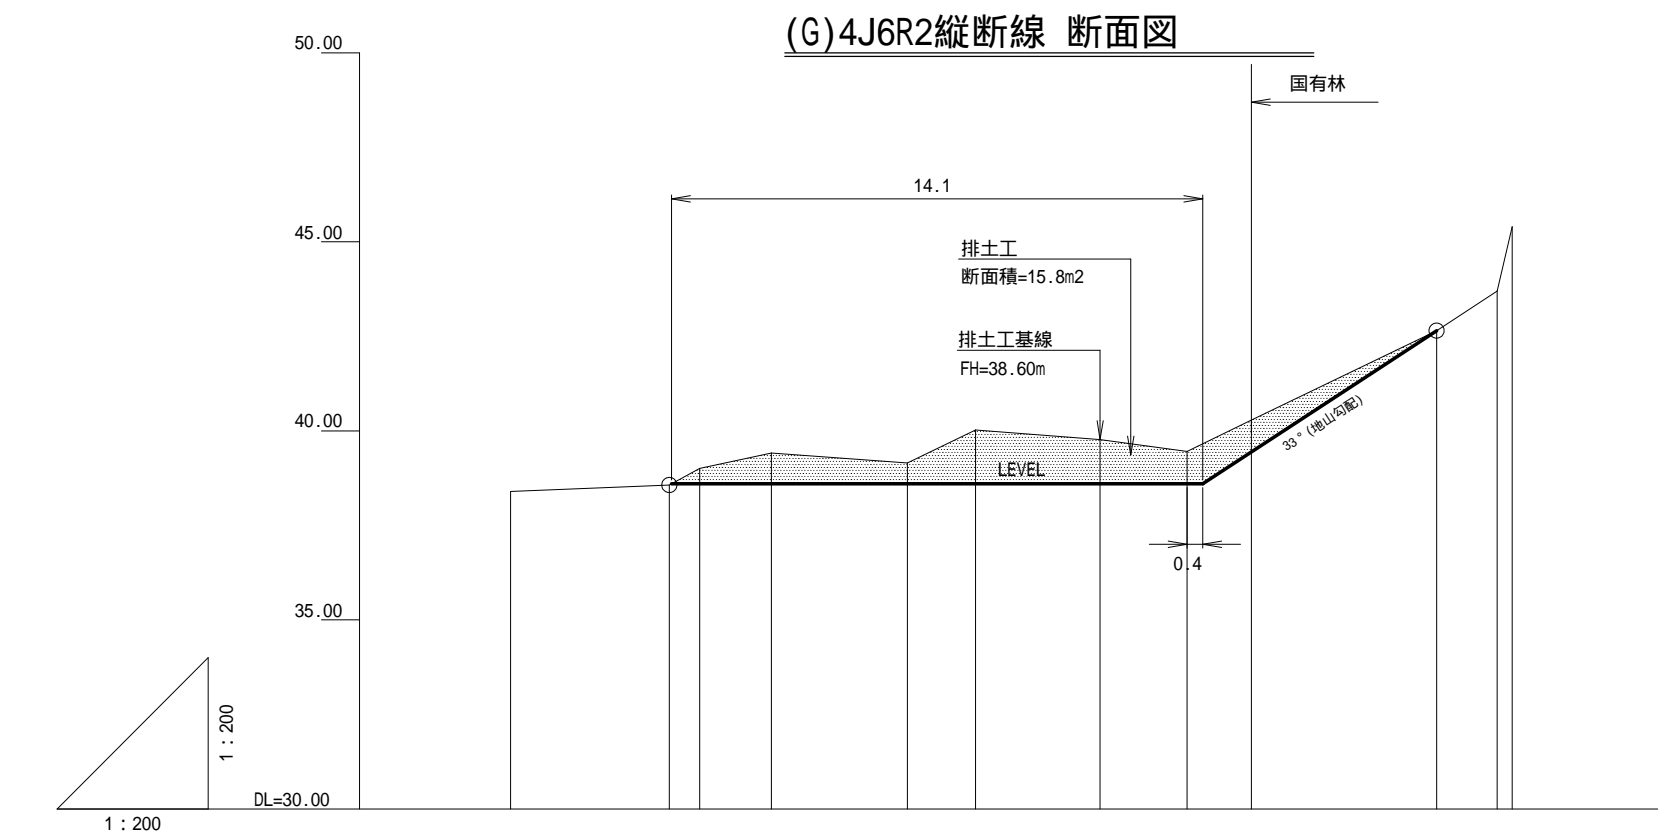 (G)4J6R2縦断線 断面図
50.00
国有林
14.1
45.00
排土工
断面積=15.8m2
排土工基線
FH=38.60m
40.00
33°(地山勾配)
LEVEL
0.4
35.00
1:200
DL=30.00
1:200